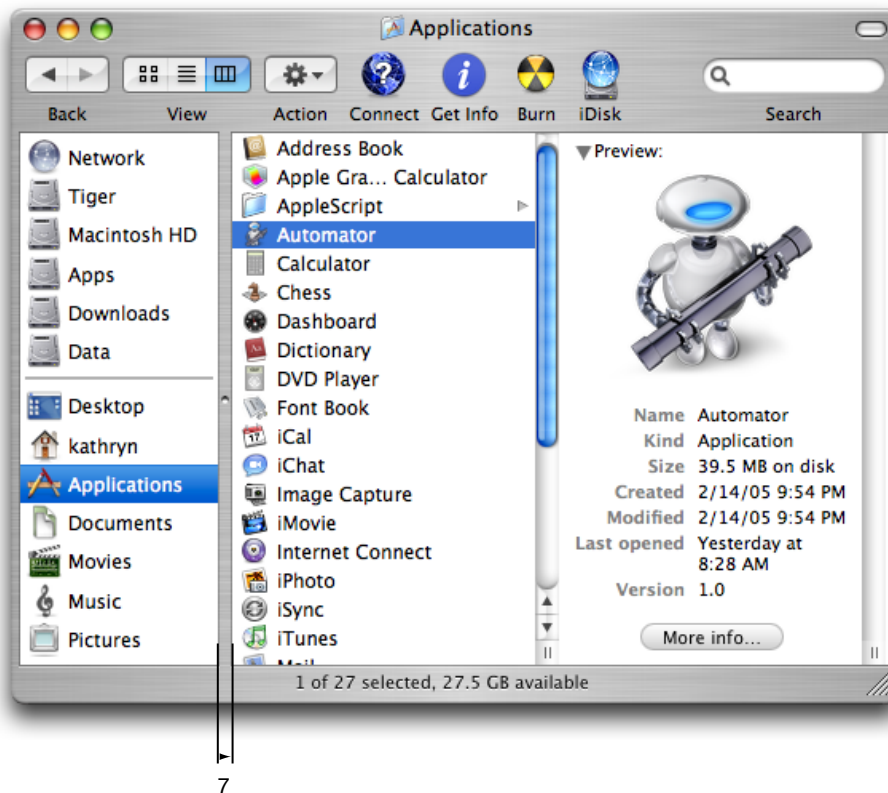 Applications
Back
View
Action
Connect
Get Info
Burn
iDisk
Search
Network
Tiger
Macintosh HD
Apps
Downloads
Data
Desktop
kathryn
Applications
Documents
Movies
Music
Pictures
Address Book
Apple Gra... Calculator
AppleScript
Automator
Calculator
Chess
Dashboard
Dictionary
DVD Player
Font Book
iCal
iChat
Image Capture
iMovie
Internet Connect
iPhoto
iSync
iTunes
Mail
Preview:
Name Automator
Kind Application
Size 39.5 MB on disk
Created 2/14/05 9:54 PM
Modified 2/14/05 9:54 PM
Last opened Yesterday at
8:28 AM
Version 1.0
More info...
1 of 27 selected, 27.5 GB available
7